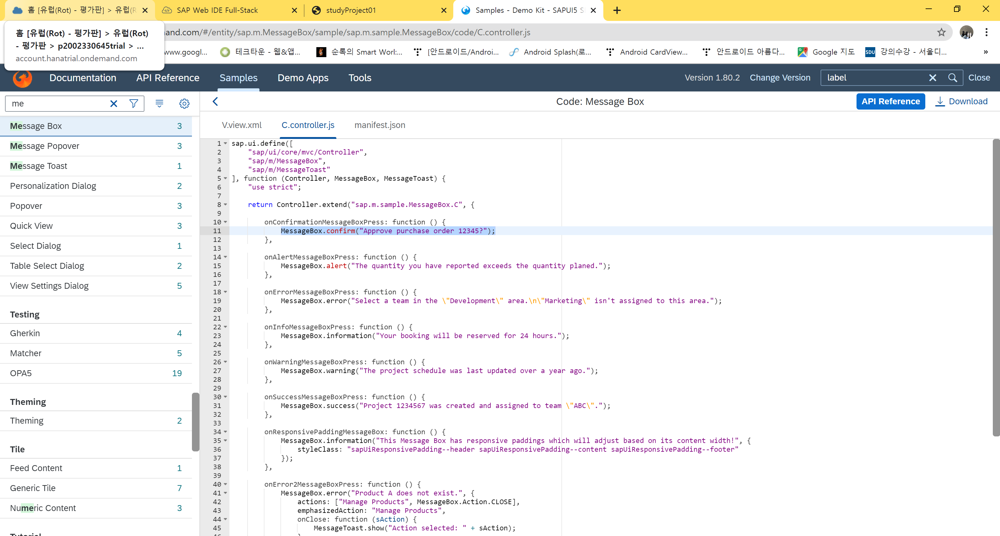 홈 [유럽(Rot) - 평가판] > 유럽(R
SAP Web IDE Full-Stack
studyProject01
Samples - Demo Kit - SAPUI5 S
홈 [유럽(Rot) - 평가판] > 유럽(Rot)
- 평가판 > p2002330645trial > ...
account.hanatrial.ondemand.com
and.com/#/entity/sap.m.MessageBox/sample/sap.m.sample.MessageBox/code/C.controller.js
www.googl...
테크타운 - 웹&앱...
순록의 Smart Worl:...
[안드로이드/Androi...
Android Splash(로...
Android CardView...
안드로이드 아름다...
Google 지도
SDU
강의수강 - 서울디...
»
Documentation
API Reference
Samples
Demo Apps
Tools
Version 1.80.2
Change Version
label
Close
me
Code: Message Box
API Reference
Download
Message Box 3
Message Popover 3
Message Toast 1
Personalization Dialog 2
Popover 3
Quick View 3
Select Dialog 1
Table Select Dialog 2
View Settings Dialog 5
Testing
Gherkin 4
Matcher 5
OPA5 19
Theming
Theming 2
Tile
Feed Content 1
Generic Tile 7
Numeric Content 3
Tutorial
V.view.xml
C.controller.js
manifest.json
1 sap.ui.define([
2 "sap/ui/core/mvc/Controller",
3 "sap/m/MessageBox",
4 "sap/m/MessageToast"
5 ], function (Controller, MessageBox, MessageToast) {
6 "use strict";
7
8 return Controller.extend("sap.m.sample.MessageBox.C", {
9
10 onConfirmationMessageBoxPress: function () {
11 MessageBox.confirm("Approve purchase order 12345?");
12 },
13
14 onAlertMessageBoxPress: function () {
15 MessageBox.alert("The quantity you have reported exceeds the quantity planed.");
16 },
17
18 onErrorMessageBoxPress: function () {
19 MessageBox.error("Select a team in the \"Development\" area.\n\"Marketing\" isn't assigned to this area.");
20 },
21
22 onInfoMessageBoxPress: function () {
23 MessageBox.information("Your booking will be reserved for 24 hours.");
24 },
25
26 onWarningMessageBoxPress: function () {
27 MessageBox.warning("The project schedule was last updated over a year ago.");
28 },
29
30 onSuccessMessageBoxPress: function () {
31 MessageBox.success("Project 1234567 was created and assigned to team \"ABC\".");
32 },
33
34 onResponsivePaddingMessageBox: function () {
35 MessageBox.information("This Message Box has responsive paddings which will adjust based on its content width!", {
36 styleClass: "sapUiResponsivePadding--header sapUiResponsivePadding--content sapUiResponsivePadding--footer"
37 });
38 },
39
40 onError2MessageBoxPress: function () {
41 MessageBox.error("Product A does not exist.", {
42 actions: ["Manage Products", MessageBox.Action.CLOSE],
43 emphasizedAction: "Manage Products",
44 onClose: function (sAction) {
45 MessageToast.show("Action selected: " + sAction);